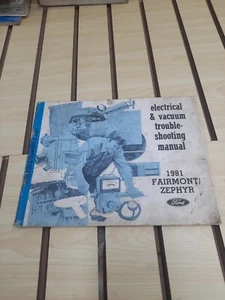 electrical
& vacuum
trouble-
shooting
manual
1981
FAIRMONT/
ZEPHYR
Ford